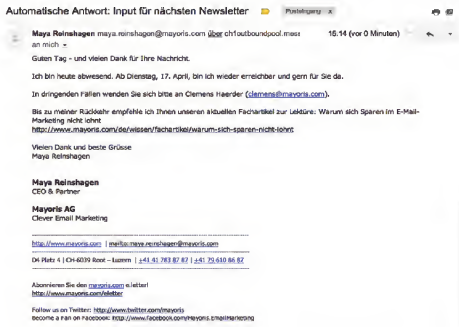 Automatische Antwort: Input für nächsten Newsletter Posteingang x
Maya Reinshagen maya.reinshagen@mayoris.com über ch1outboundpool.mess 16.14 (vor 0 Minuten)
an mich
Guten Tag - und vielen Dank für Ihre Nachricht.
Ich bin heute abwesend. Ab Dienstag, 17. April, bin ich wieder erreichbar und gern für Sie da.
In dringenden Fällen wenden Sie sich bitte an Clemens Haerder (clemens@mayoris.com).
Bis zu meiner Rückkehr empfehle ich Ihnen unseren aktuellen Fachartikel zur Lektüre: Warum sich Sparen im E-Mail-
Marketing nicht lohnt
http://www.mayoris.com/de/wissen/fachartikel/warum-sich-sparen-nicht-lohnt
Vielen Dank und beste Grüsse
Maya Reinshagen
Maya Reinshagen
CEO & Partner
Mayoris AG
Clever Email Marketing
http://www.mayoris.com | mailto:maya.reinshagen@mayoris.com
D4 Platz 4 | CH-6039 Root – Luzern | +41 41 783 87 87 | +41 79 610 66 87
Abonnieren Sie den mayoris.com e.letter!
http://www.mayoris.com/eletter
Follow us on Twitter: http://www.twitter.com/mayoris
Become a Fan on Facebook: http://www.facebook.com/Mayoris.EmailMarketing